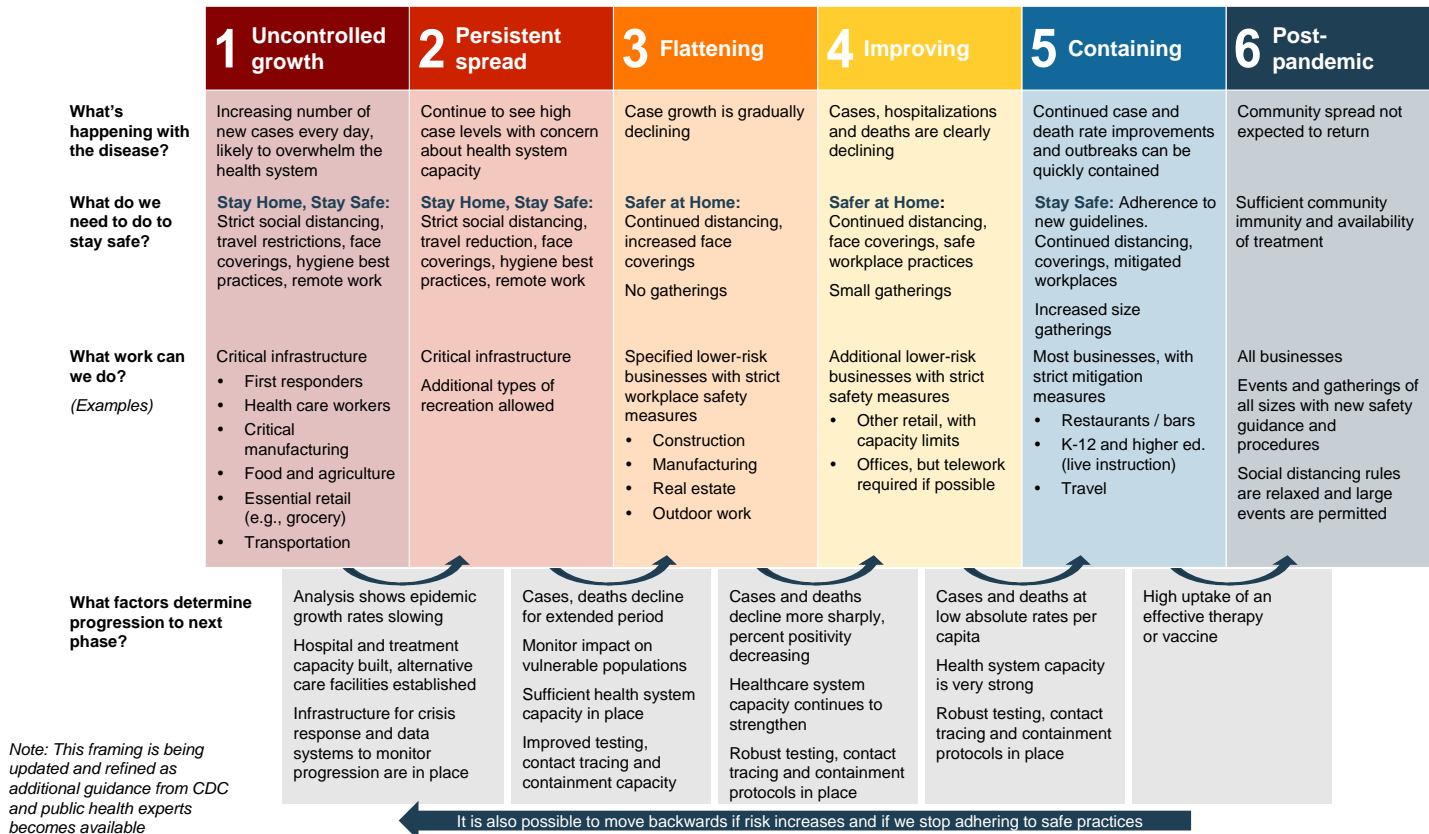 1 Uncontrolled
growth
2 Persistent
spread
3 Flattening
4 Improving
5 Containing
6 Post-
pandemic
What's
happening with
the disease?
Increasing number of
new cases every day,
likely to overwhelm the
health system
Continue to see high
case levels with concern
about health system
capacity
Case growth is gradually
declining
Cases, hospitalizations
and deaths are clearly
declining
Continued case and
death rate improvements
and outbreaks can be
quickly contained
Community spread not
expected to return
What do we
need to do to
stay safe?
Stay Home, Stay Safe:
Strict social distancing,
travel restrictions, face
coverings, hygiene best
practices, remote work
Stay Home, Stay Safe:
Strict social distancing,
travel reduction, face
coverings, hygiene best
practices, remote work
Safer at Home:
Continued distancing,
increased face
coverings
No gatherings
Safer at Home:
Continued distancing,
face coverings, safe
workplace practices
Small gatherings
Stay Safe: Adherence to
new guidelines.
Continued distancing,
coverings, mitigated
workplaces
Increased size
gatherings
Sufficient community
immunity and availability
of treatment
What work can
we do?
(Examples)
Critical infrastructure
• First responders
• Health care workers
• Critical
manufacturing
• Food and agriculture
• Essential retail
(e.g., grocery)
• Transportation
Critical infrastructure
Additional types of
recreation allowed
Specified lower-risk
businesses with strict
workplace safety
measures
• Construction
• Manufacturing
• Real estate
• Outdoor work
Additional lower-risk
businesses with strict
safety measures
• Other retail, with
capacity limits
• Offices, but telework
required if possible
Most businesses, with
strict mitigation
measures
• Restaurants / bars
• K-12 and higher ed.
(live instruction)
• Travel
All businesses
Events and gatherings of
all sizes with new safety
guidance and
procedures
Social distancing rules
are relaxed and large
events are permitted
What factors determine
progression to next
phase?
Analysis shows epidemic
growth rates slowing
Hospital and treatment
capacity built, alternative
care facilities established
Infrastructure for crisis
response and data
systems to monitor
progression are in place
Cases, deaths decline
for extended period
Monitor impact on
vulnerable populations
Sufficient health system
capacity in place
Improved testing,
contact tracing and
containment capacity
Cases and deaths
decline more sharply,
percent positivity
decreasing
Healthcare system
capacity continues to
strengthen
Robust testing, contact
tracing and containment
protocols in place
Cases and deaths at
low absolute rates per
capita
Health system capacity
is very strong
Robust testing, contact
tracing and containment
protocols in place
High uptake of an
effective therapy
or vaccine
Note: This framing is being
updated and refined as
additional guidance from CDC
and public health experts
becomes available
It is also possible to move backwards if risk increases and if we stop adhering to safe practices